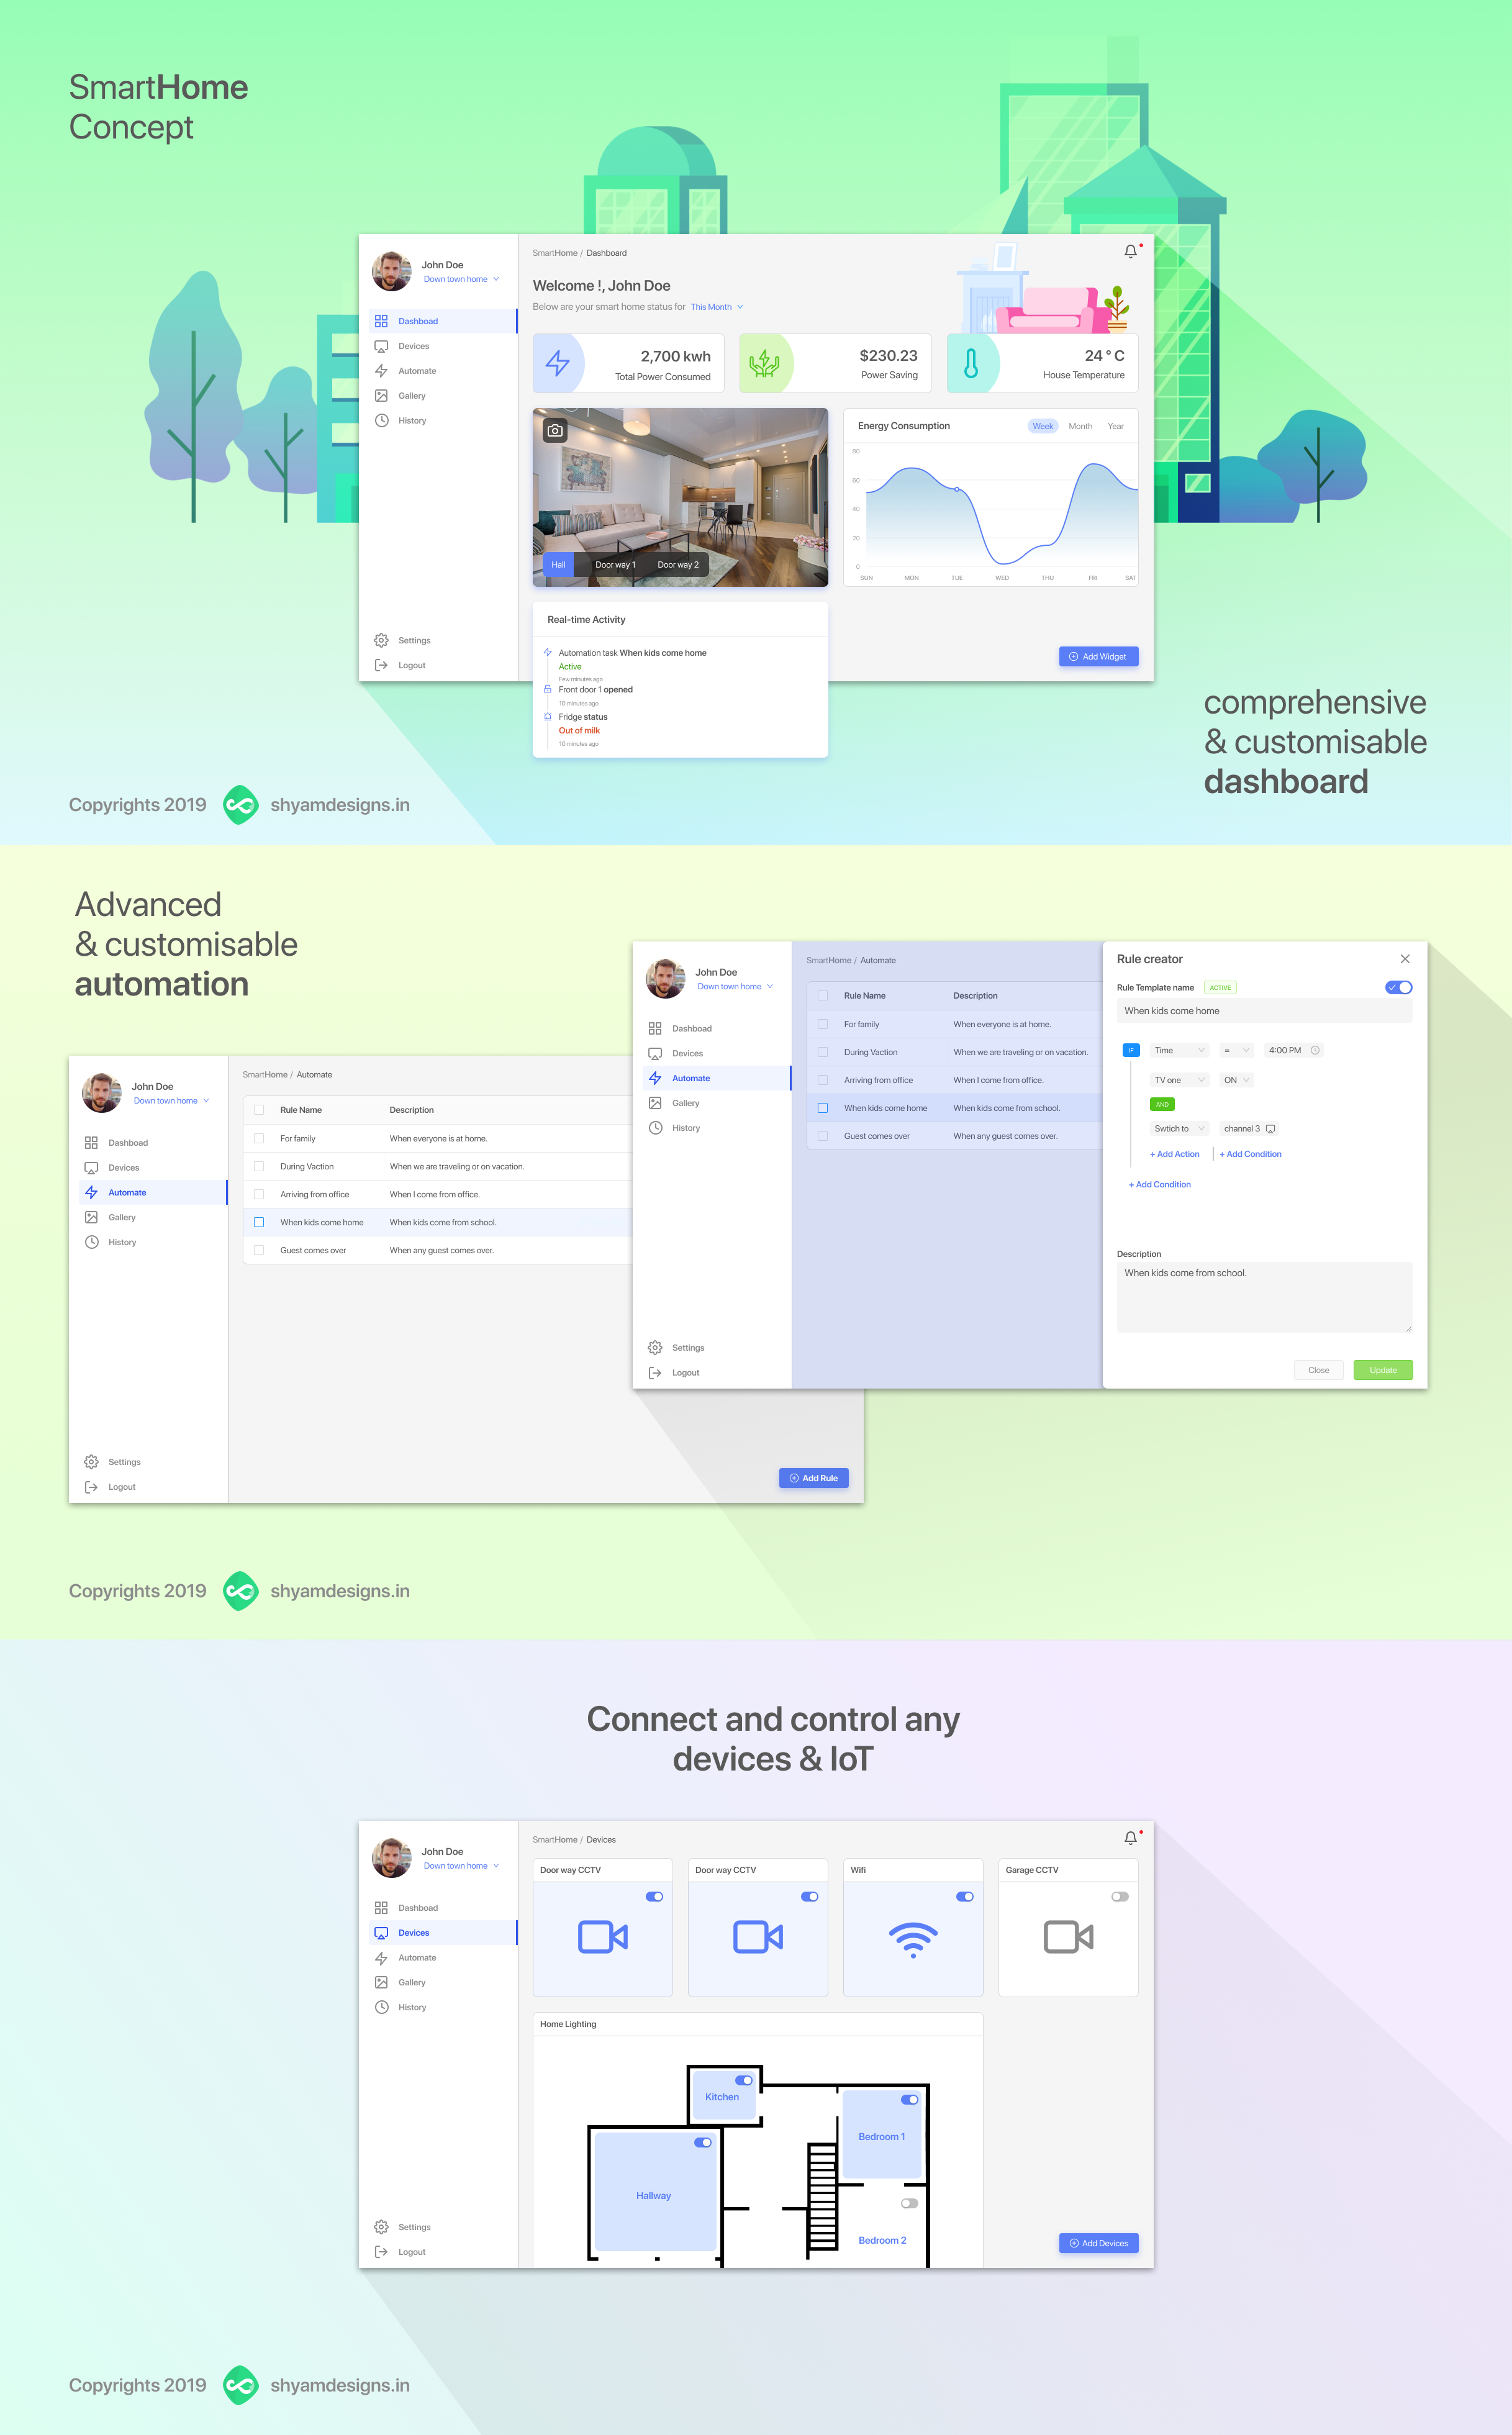 SmartHome
Concept
John Doe
Down town home
Dashboad
Devices
Automate
Gallery
History
Settings
Logout
SmartHome / Dashboard
Welcome !, John Doe
Below are your smart home status for This Month
2,700 kwh
Total Power Consumed
$230.23
Power Saving
24 ° C
House Temperature
Hall Door way 1 Door way 2
Energy Consumption Week Month Year
80
60
40
20
0
SUN MON TUE WED THU FRI SAT
Real-time Activity
Automation task When kids come home
Active
Few minutes ago
Front door 1 opened
10 minutes ago
Fridge status
Out of milk
10 minutes ago
Add Widget
comprehensive
& customisable
dashboard
Copyrights 2019 shyamdesigns.in
Advanced
& customisable
automation
John Doe
Down town home
Dashboad
Devices
Automate
Gallery
History
Settings
Logout
SmartHome / Automate
Rule Name Description
For family When everyone is at home.
During Vaction When we are traveling or on vacation.
Arriving from office When I come from office.
When kids come home When kids come from school.
Guest comes over When any guest comes over.
Add Rule
John Doe
Down town home
Dashboad
Devices
Automate
Gallery
History
Settings
Logout
SmartHome / Automate
Rule Name Description
For family When everyone is at home.
During Vaction When we are traveling or on vacation.
Arriving from office When I come from office.
When kids come home When kids come from school.
Guest comes over When any guest comes over.
Rule creator
Rule Template name ACTIVE
When kids come home
IF Time = 4:00 PM
TV one ON
AND
Swtich to channel 3
+ Add Action + Add Condition
+ Add Condition
Description
When kids come from school.
Close Update
Copyrights 2019 shyamdesigns.in
Connect and control any
devices & IoT
John Doe
Down town home
Dashboad
Devices
Automate
Gallery
History
Settings
Logout
SmartHome / Devices
Door way CCTV Door way CCTV Wifi Garage CCTV
Home Lighting
Kitchen
Bedroom 1
Hallway
Bedroom 2
Add Devices
Copyrights 2019 shyamdesigns.in